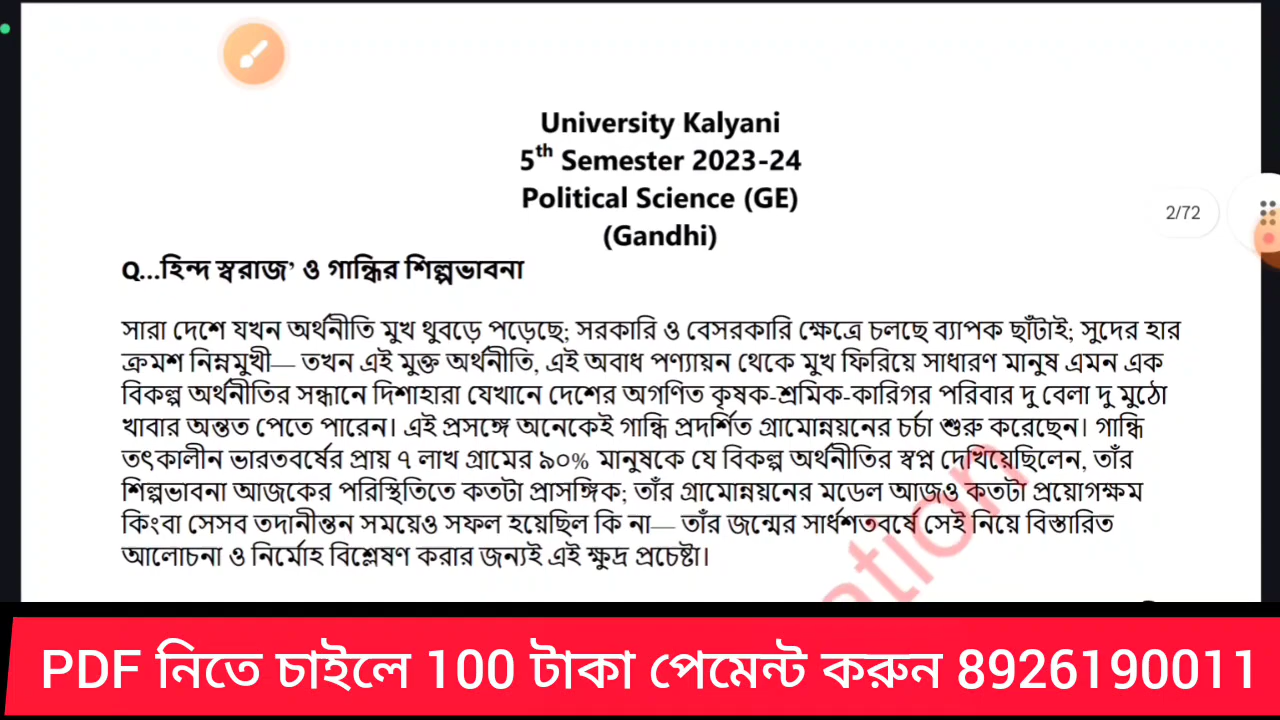 University Kalyani
5th Semester 2023-24
Political Science (GE)
2/72
(Gandhi)
Q...হিন্দ স্বরাজ’ ও গান্ধির শিল্পভাবনা
সারা দেশে যখন অর্থনীতি মুখ থুবড়ে পড়েছে; সরকারি ও বেসরকারি ক্ষেত্রে চলছে ব্যাপক ছাঁটাই; সুদের হার
ক্রমশ নিম্নমুখী— তখন এই মুক্ত অর্থনীতি, এই অবাধ পণ্যায়ন থেকে মুখ ফিরিয়ে সাধারণ মানুষ এমন এক
বিকল্প অর্থনীতির সন্ধানে দিশাহারা যেখানে দেশের অগণিত কৃষক-শ্রমিক-কারিগর পরিবার দু বেলা দু মুঠো
খাবার অন্তত পেতে পারেন। এই প্রসঙ্গে অনেকেই গান্ধি প্রদর্শিত গ্রামোন্নয়নের চর্চা শুরু করেছেন। গান্ধি
তৎকালীন ভারতবর্ষের প্রায় ৭ লাখ গ্রামের ৯০% মানুষকে যে বিকল্প অর্থনীতির স্বপ্ন দেখিয়েছিলেন, তাঁর
শিল্পভাবনা আজকের পরিস্থিতিতে কতটা প্রাসঙ্গিক; তাঁর গ্রামোন্নয়নের মডেল আজও কতটা প্রয়োগক্ষম
কিংবা সেসব তদানীন্তন সময়েও সফল হয়েছিল কি না— তাঁর জন্মের সার্ধশতবর্ষে সেই নিয়ে বিস্তারিত
আলোচনা ও নির্মোহ বিশ্লেষণ করার জন্যই এই ক্ষুদ্র প্রচেষ্টা।
PDF নিতে চাইলে 100 টাকা পেমেন্ট করুন 8926190011